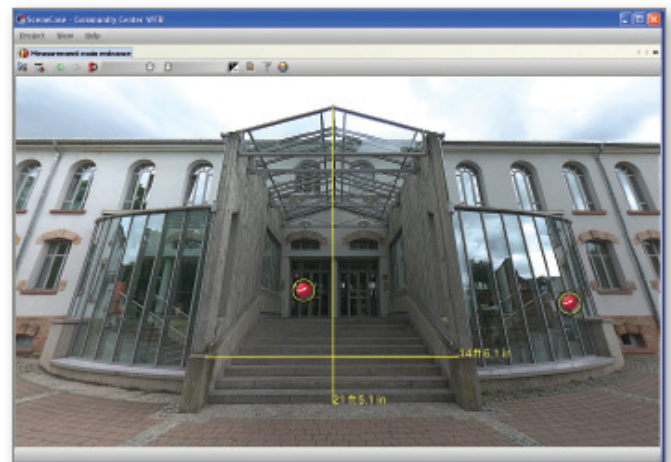 SceneCase - Community Center WFB
Project View Help
Measurement main entrance
14 ft 6.1 in
21 ft 5.1 in